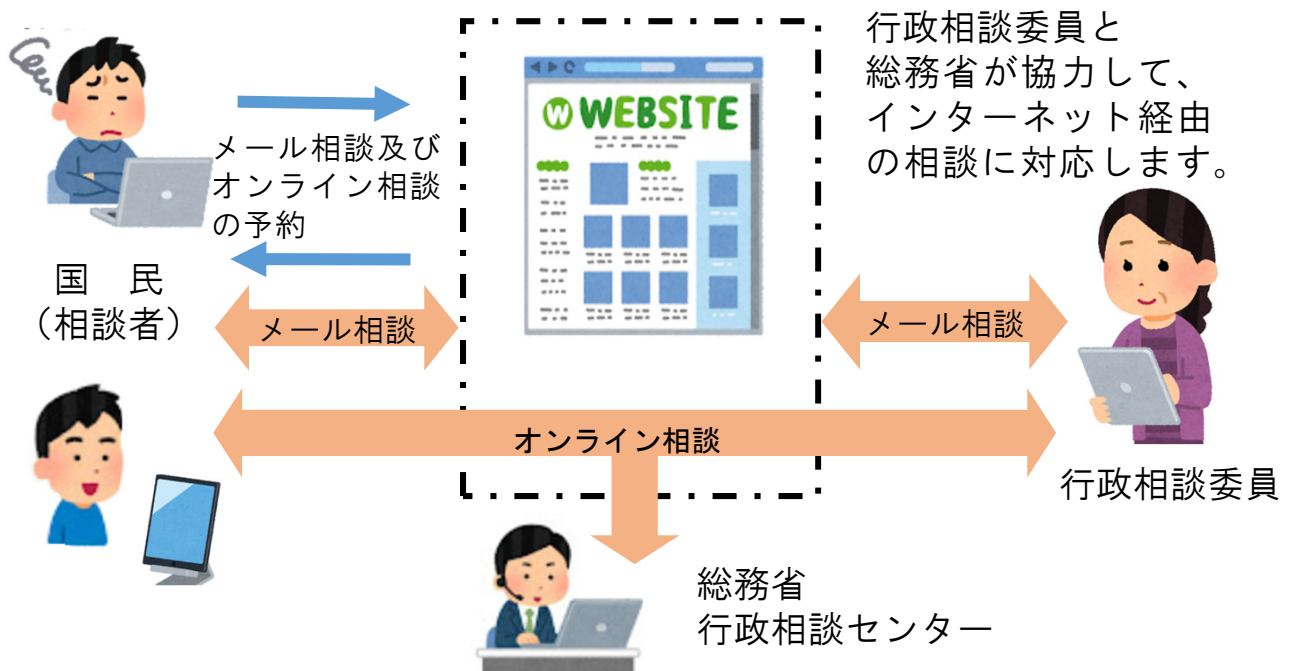 行政相談委員と
総務省が協力して、
インターネット経由
の相談に対応します。
WEBSITE
メール相談及び
オンライン相談
の予約
国　民
（相談者）
メール相談
メール相談
オンライン相談
行政相談委員
総務省
行政相談センター